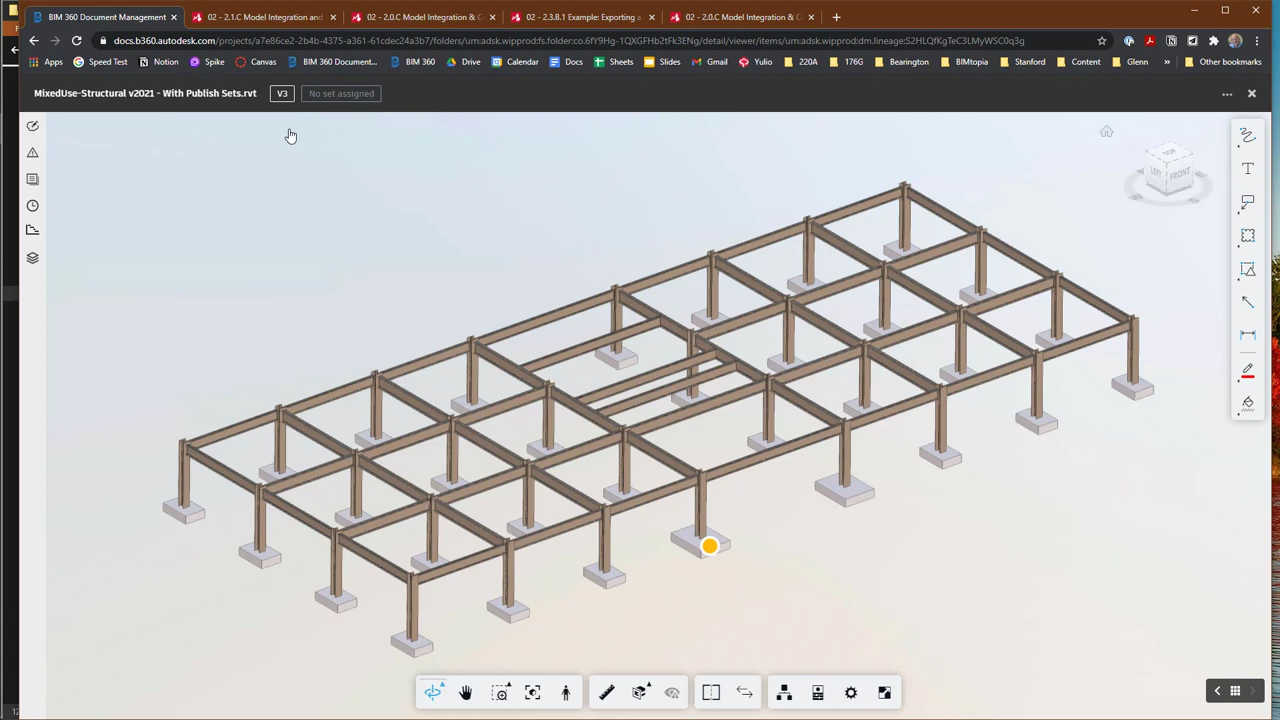 BIM 360 Document Management
02 - 2.1.C Model Integration and
02 - 2.0.C Model Integration & C
02 - 2.3.B.1 Example: Exporting a
02 - 2.0.C Model Integration & C
docs.b360.autodesk.com/projects/a7e86ce2-2b4b-4375-a361-61cdec24a3b7/folders/urn:adsk.wipprod:fs.folder:co.6fY9Hg-1QXGFHb2tFk3ENg/detail/viewer/items/urn:adsk.wipprod:dm.lineage:S2HLQfKgTeC3LMyWSC0q3g
Apps
Speed Test
Notion
Spike
Canvas
BIM 360 Document...
BIM 360
Drive
Calendar
Docs
Sheets
Slides
Gmail
Yulio
220A
176G
Bearington
BIMtopia
Stanford
Content
Glenn
»
Other bookmarks
MixedUse-Structural v2021 - With Publish Sets.rvt
V3
No set assigned
LEFT
FRONT
T